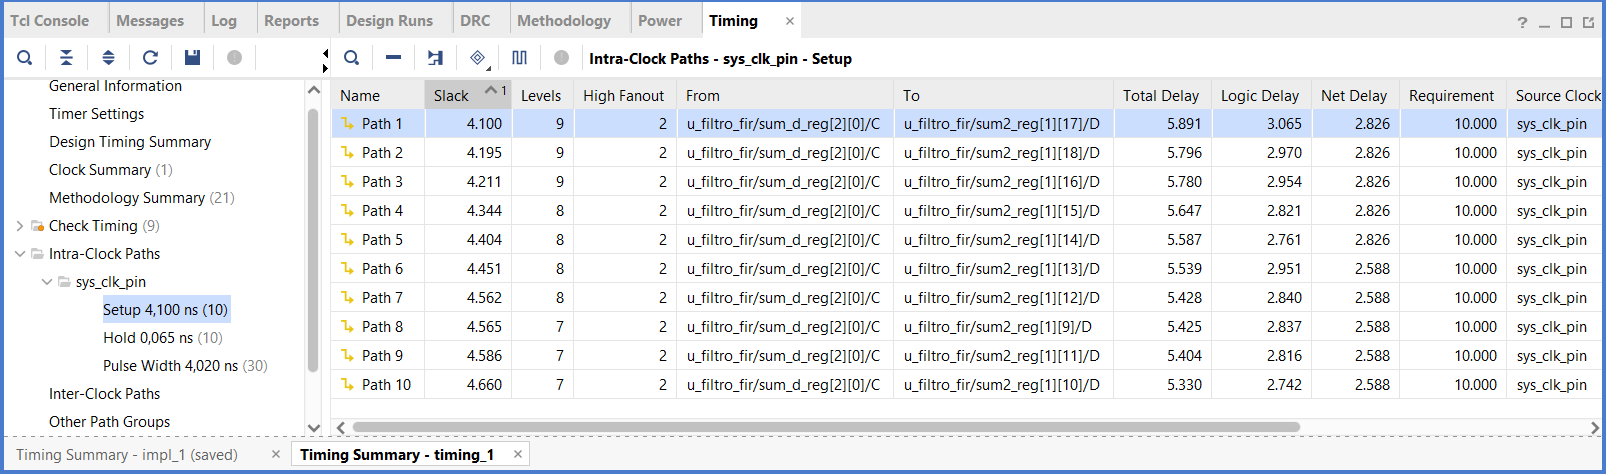 Tcl Console Messages Log Reports Design Runs DRC Methodology Power Timing × ?
Intra-Clock Paths - sys_clk_pin - Setup
General Information
Timer Settings
Design Timing Summary
Clock Summary (1)
Methodology Summary (21)
Check Timing (9)
Intra-Clock Paths
sys_clk_pin
Setup 4,100 ns (10)
Hold 0,065 ns (10)
Pulse Width 4,020 ns (30)
Inter-Clock Paths
Other Path Groups
Name Slack 1 Levels High Fanout From To Total Delay Logic Delay Net Delay Requirement Source Clock
Path 1 4.100 9 2 u_filtro_fir/sum_d_reg[2][0]/C u_filtro_fir/sum2_reg[1][17]/D 5.891 3.065 2.826 10.000 sys_clk_pin
Path 2 4.195 9 2 u_filtro_fir/sum_d_reg[2][0]/C u_filtro_fir/sum2_reg[1][18]/D 5.796 2.970 2.826 10.000 sys_clk_pin
Path 3 4.211 9 2 u_filtro_fir/sum_d_reg[2][0]/C u_filtro_fir/sum2_reg[1][16]/D 5.780 2.954 2.826 10.000 sys_clk_pin
Path 4 4.344 8 2 u_filtro_fir/sum_d_reg[2][0]/C u_filtro_fir/sum2_reg[1][15]/D 5.647 2.821 2.826 10.000 sys_clk_pin
Path 5 4.404 8 2 u_filtro_fir/sum_d_reg[2][0]/C u_filtro_fir/sum2_reg[1][14]/D 5.587 2.761 2.826 10.000 sys_clk_pin
Path 6 4.451 8 2 u_filtro_fir/sum_d_reg[2][0]/C u_filtro_fir/sum2_reg[1][13]/D 5.539 2.951 2.588 10.000 sys_clk_pin
Path 7 4.562 8 2 u_filtro_fir/sum_d_reg[2][0]/C u_filtro_fir/sum2_reg[1][12]/D 5.428 2.840 2.588 10.000 sys_clk_pin
Path 8 4.565 7 2 u_filtro_fir/sum_d_reg[2][0]/C u_filtro_fir/sum2_reg[1][9]/D 5.425 2.837 2.588 10.000 sys_clk_pin
Path 9 4.586 7 2 u_filtro_fir/sum_d_reg[2][0]/C u_filtro_fir/sum2_reg[1][11]/D 5.404 2.816 2.588 10.000 sys_clk_pin
Path 10 4.660 7 2 u_filtro_fir/sum_d_reg[2][0]/C u_filtro_fir/sum2_reg[1][10]/D 5.330 2.742 2.588 10.000 sys_clk_pin
Timing Summary - impl_1 (saved) × Timing Summary - timing_1 ×